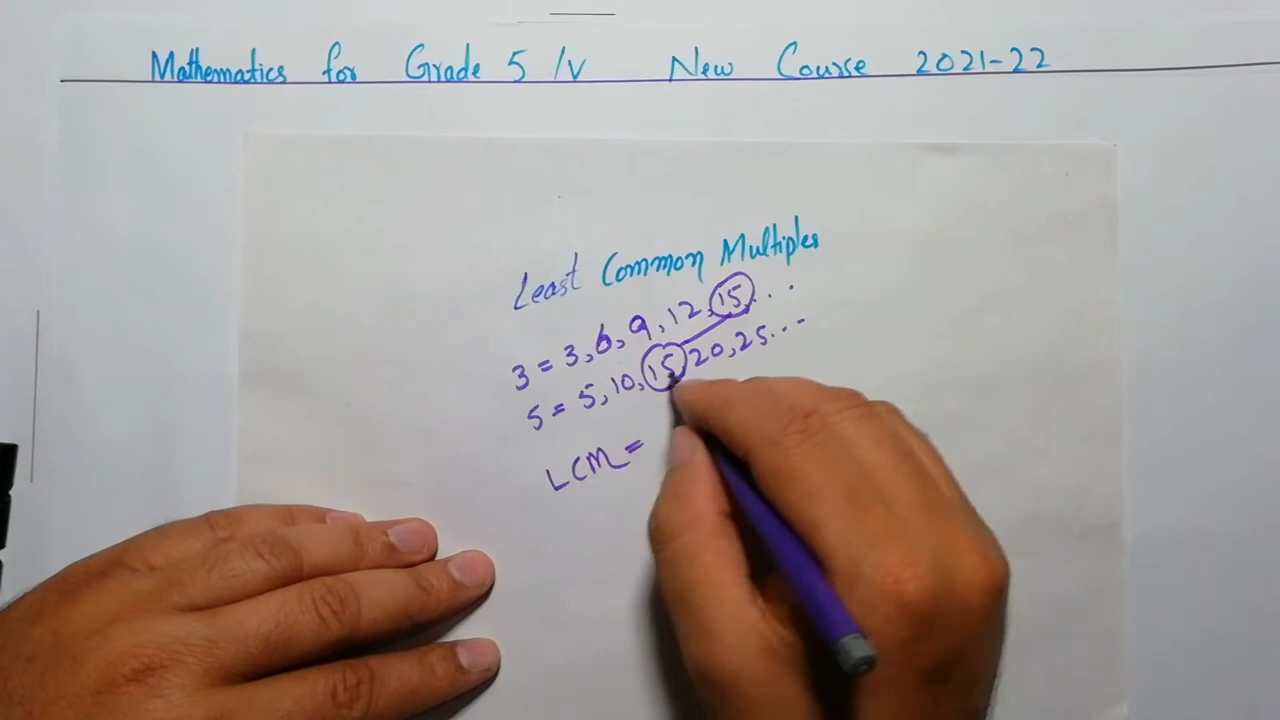 Mathematics for Grade 5 /V New Course 2021-22
Least Common Multiples
3 = 3, 6, 9, 12, 15, ...
5 = 5, 10, 15 20, 25...
LCM =